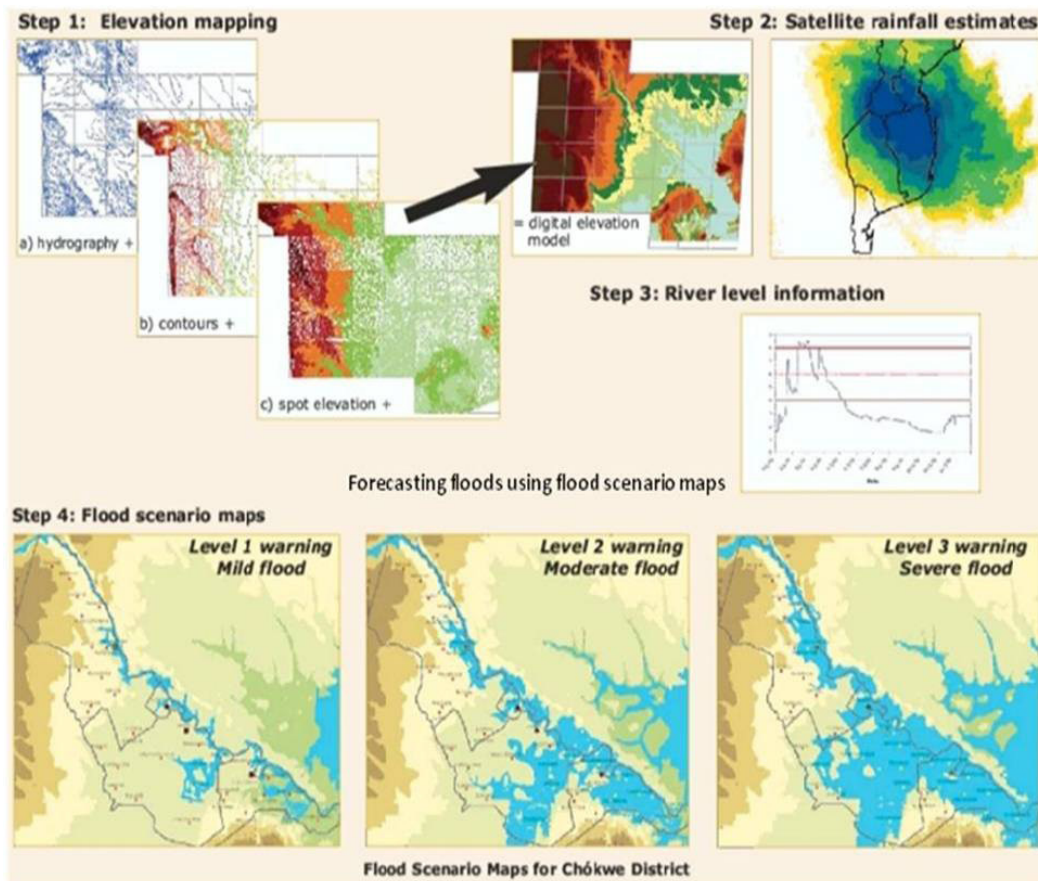 Step 1: Elevation mapping
Step 2: Satellite rainfall estimates
a) hydrography +
b) contours +
c) spot elevation +
= digital elevation
model
Step 3: River level information
Forecasting floods using flood scenario maps
Step 4: Flood scenario maps
Level 1 warning
Mild flood
Level 2 warning
Moderate flood
Level 3 warning
Severe flood
Flood Scenario Maps for Chókwe District